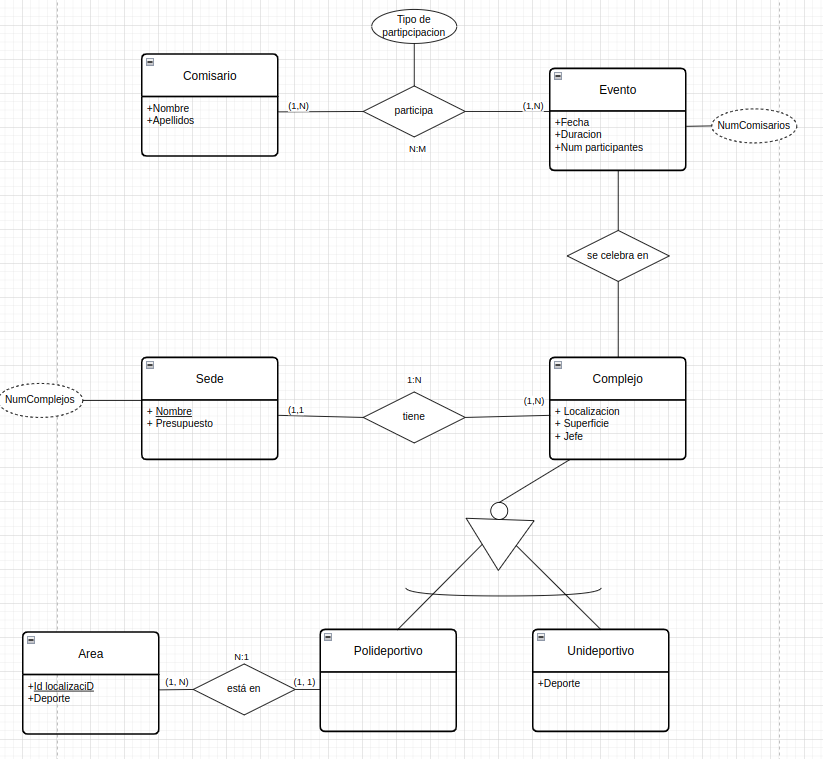 Tipo de
partipcipacion
Comisario
+Nombre
+Apellidos
(1,N)
participa
N:M
(1,N)
Evento
+Fecha
+Duracion
+Num participantes
NumComisarios
se celebra en
NumComplejos
Sede
+ Nombre
+ Presupuesto
(1,1
1:N
tiene
(1,N)
Complejo
+ Localizacion
+ Superficie
+ Jefe
Area
+Id localizaciD
+Deporte
(1, N)
N:1
está en
(1, 1)
Polideportivo
Unideportivo
+Deporte